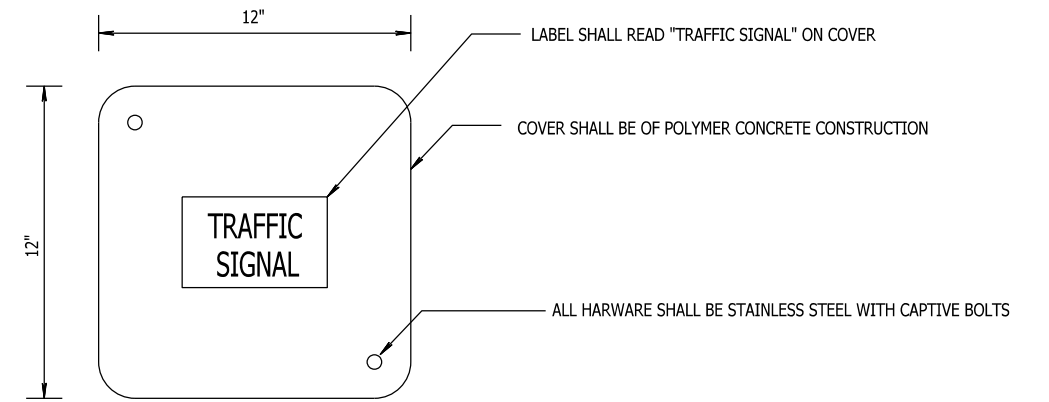 12"
LABEL SHALL READ "TRAFFIC SIGNAL" ON COVER
COVER SHALL BE OF POLYMER CONCRETE CONSTRUCTION
12"
TRAFFIC
SIGNAL
ALL HARWARE SHALL BE STAINLESS STEEL WITH CAPTIVE BOLTS